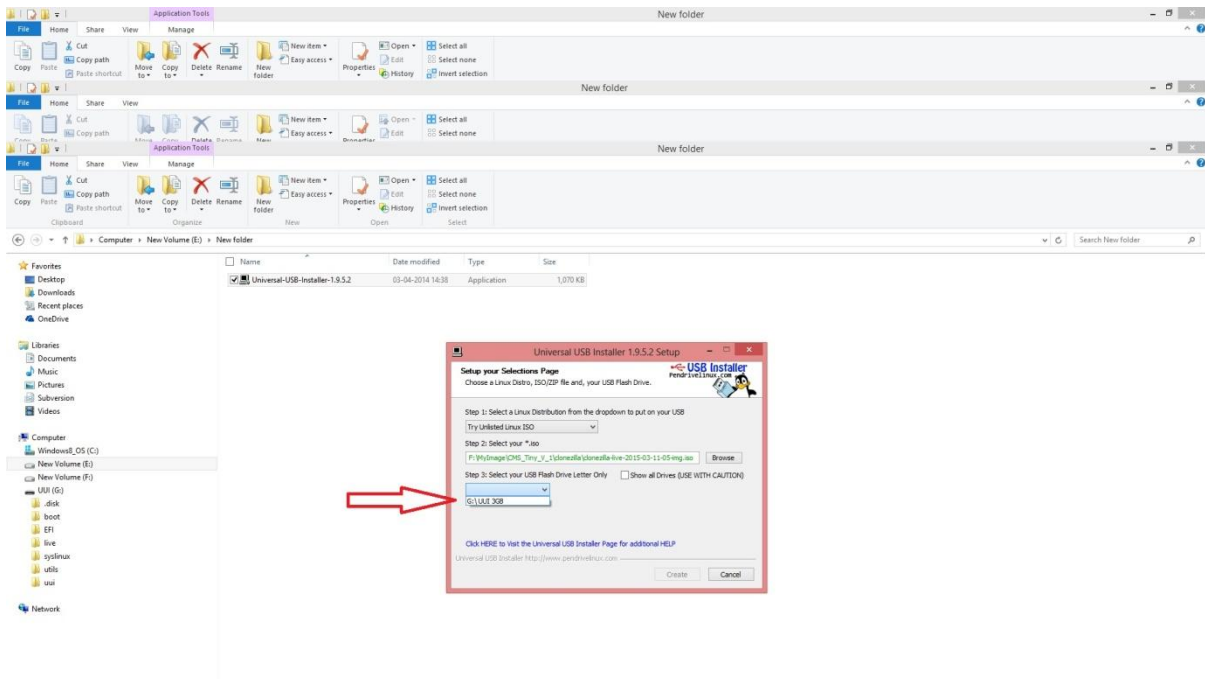 Application Tools
New folder
File Home Share View Manage
Cut
Copy path
Paste shortcut
Copy Paste
Move to
Copy to
Delete Rename
New folder
New item
Easy access
Properties
Open
Edit
History
Select all
Select none
Invert selection
New folder
File Home Share View
Cut
Copy path
New item
Easy access
Open
Edit
Select all
Select none
Application Tools
New folder
File Home Share View Manage
Cut
Copy path
Paste shortcut
Copy Paste
Move to
Copy to
Delete Rename
New folder
New item
Easy access
Properties
Open
Edit
History
Select all
Select none
Invert selection
Clipboard Organize New Open Select
Computer New Volume (E:) New folder
Search New folder
Name Date modified Type Size
Universal-USB-Installer-1.9.5.2 03-04-2014 14:38 Application 1,070 KB
Favorites
Desktop
Downloads
Recent places
OneDrive
Libraries
Documents
Music
Pictures
Subversion
Videos
Computer
Windows8_OS (C:)
New Volume (E:)
New Volume (F:)
UUI (G:)
.disk
boot
EFI
live
syslinux
utils
uui
Network
Universal USB Installer 1.9.5.2 Setup
Setup your Selections Page
Choose a Linux Distro, ISO/ZIP file and, your USB Flash Drive.
USB Installer
Pendrivelinux.com
Step 1: Select a Linux Distribution from the dropdown to put on your USB
Try Unlisted Linux ISO
Step 2: Select your *.iso
F:\MyImage\CMS_Tiny_V_1\clonezilla\clonezilla-live-2015-03-11-05-img.iso Browse
Step 3: Select your USB Flash Drive Letter Only Show all Drives (USE WITH CAUTION)
G:\ UUI 3GB
Click HERE to Visit the Universal USB Installer Page for additional HELP
Universal USB Installer http://www.pendrivelinux.com
Create Cancel